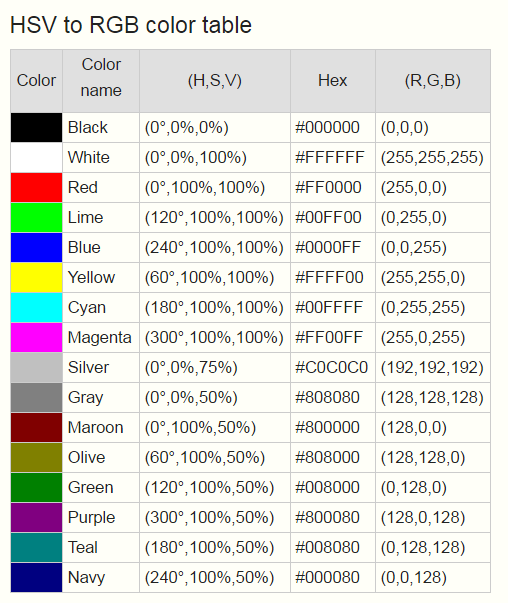 HSV to RGB color table
Color Color name (H,S,V) Hex (R,G,B)
Black (0°,0%,0%) #000000 (0,0,0)
White (0°,0%,100%) #FFFFFF (255,255,255)
Red (0°,100%,100%) #FF0000 (255,0,0)
Lime (120°,100%,100%) #00FF00 (0,255,0)
Blue (240°,100%,100%) #0000FF (0,0,255)
Yellow (60°,100%,100%) #FFFF00 (255,255,0)
Cyan (180°,100%,100%) #00FFFF (0,255,255)
Magenta (300°,100%,100%) #FF00FF (255,0,255)
Silver (0°,0%,75%) #C0C0C0 (192,192,192)
Gray (0°,0%,50%) #808080 (128,128,128)
Maroon (0°,100%,50%) #800000 (128,0,0)
Olive (60°,100%,50%) #808000 (128,128,0)
Green (120°,100%,50%) #008000 (0,128,0)
Purple (300°,100%,50%) #800080 (128,0,128)
Teal (180°,100%,50%) #008080 (0,128,128)
Navy (240°,100%,50%) #000080 (0,0,128)